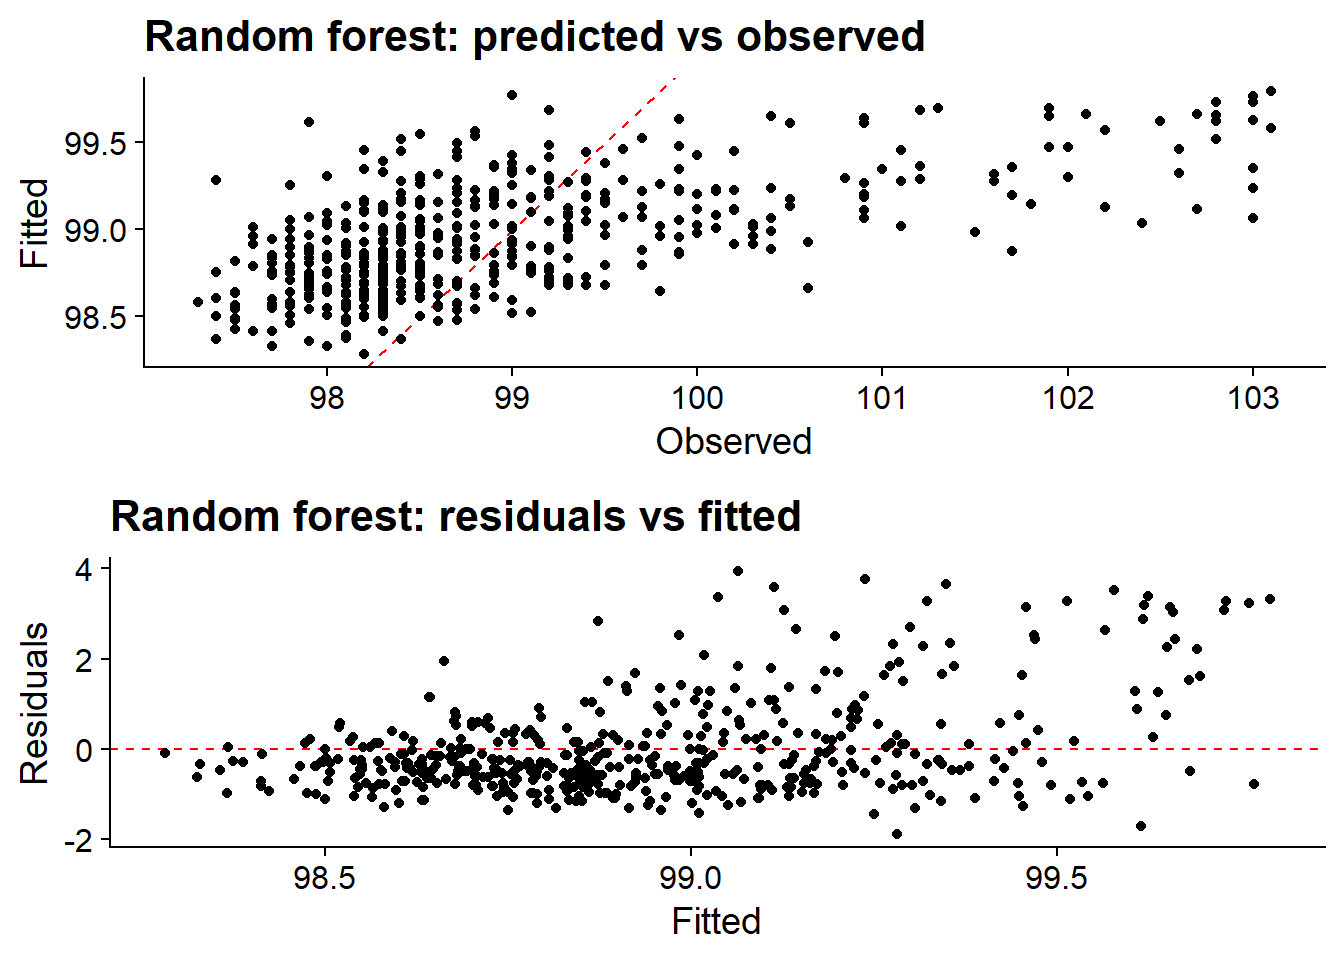 Random forest: predicted vs observed
Fitted
99.5
99.0
98.5
98 99 100 101 102 103
Observed
Random forest: residuals vs fitted
Residuals
4
2
0
-2
98.5 99.0 99.5
Fitted